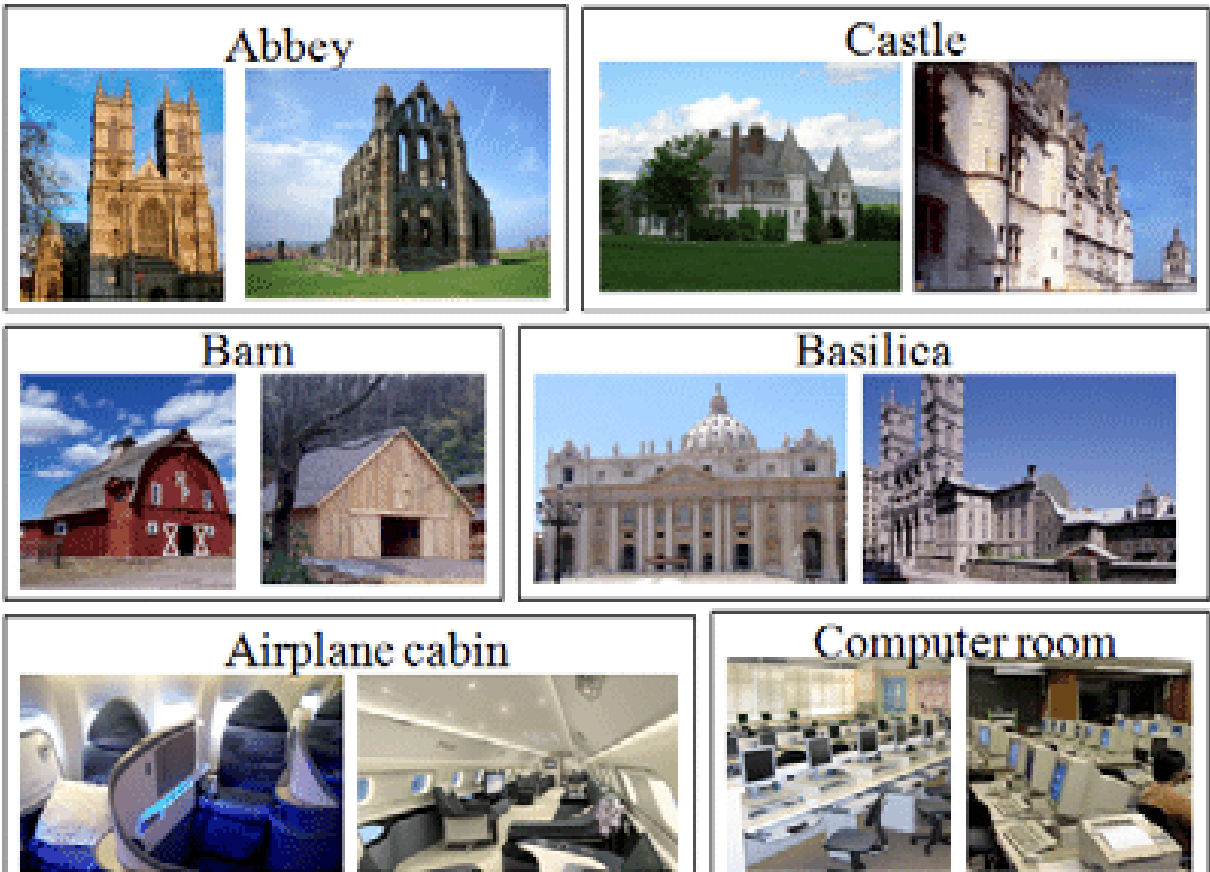 Abbey
Castle
Barn
Basilica
Airplane cabin
Computer room